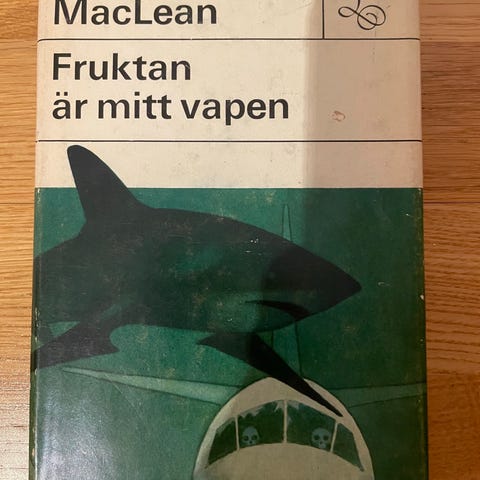 MacLean
Fruktan
är mitt vapen